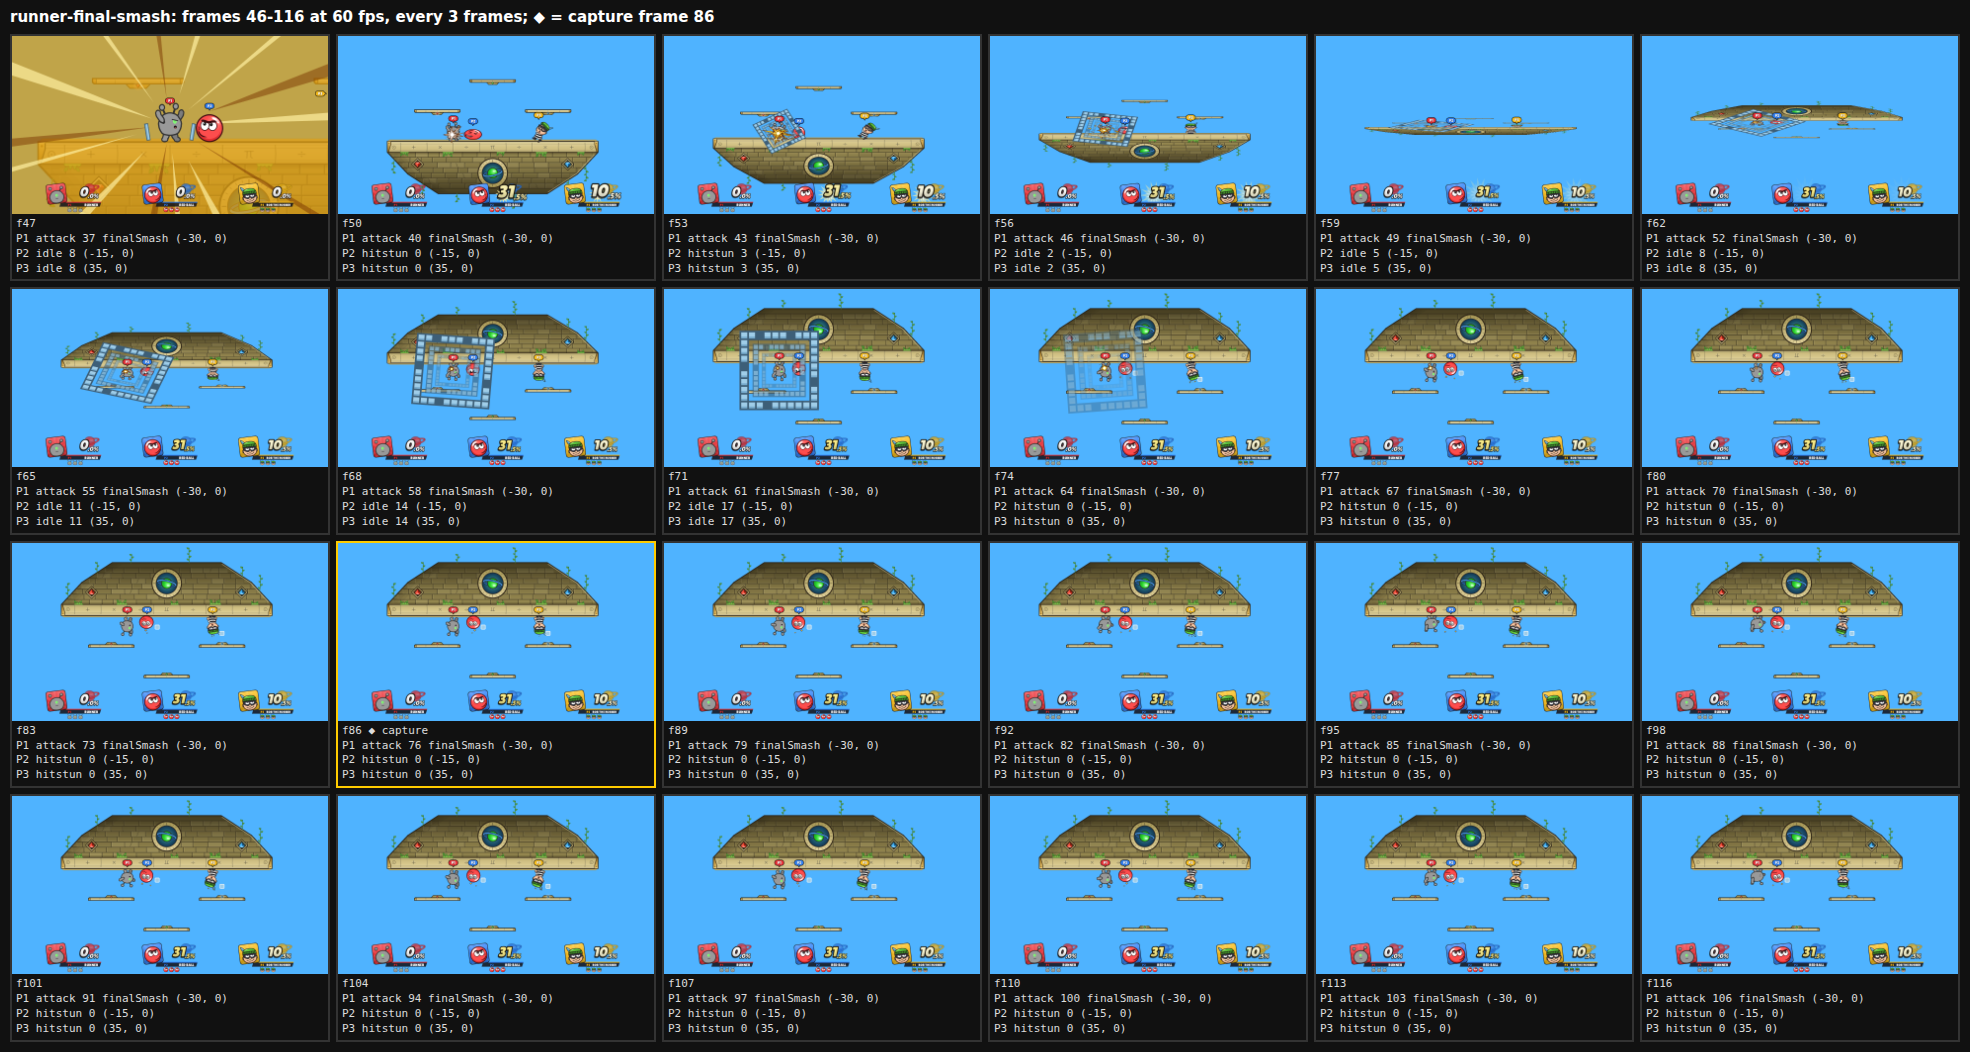 runner-final-smash: frames 46-116 at 60 fps, every 3 frames; ◆ = capture frame 86
f47
P1 attack 37 finalSmash (-30, 0)
P2 idle 8 (-15, 0)
P3 idle 8 (35, 0)
f50
P1 attack 40 finalSmash (-30, 0)
P2 hitstun 0 (-15, 0)
P3 hitstun 0 (35, 0)
f53
P1 attack 43 finalSmash (-30, 0)
P2 hitstun 3 (-15, 0)
P3 hitstun 3 (35, 0)
f56
P1 attack 46 finalSmash (-30, 0)
P2 idle 2 (-15, 0)
P3 idle 2 (35, 0)
f59
P1 attack 49 finalSmash (-30, 0)
P2 idle 5 (-15, 0)
P3 idle 5 (35, 0)
f62
P1 attack 52 finalSmash (-30, 0)
P2 idle 8 (-15, 0)
P3 idle 8 (35, 0)
f65
P1 attack 55 finalSmash (-30, 0)
P2 idle 11 (-15, 0)
P3 idle 11 (35, 0)
f68
P1 attack 58 finalSmash (-30, 0)
P2 idle 14 (-15, 0)
P3 idle 14 (35, 0)
f71
P1 attack 61 finalSmash (-30, 0)
P2 idle 17 (-15, 0)
P3 idle 17 (35, 0)
f74
P1 attack 64 finalSmash (-30, 0)
P2 hitstun 0 (-15, 0)
P3 hitstun 0 (35, 0)
f77
P1 attack 67 finalSmash (-30, 0)
P2 hitstun 0 (-15, 0)
P3 hitstun 0 (35, 0)
f80
P1 attack 70 finalSmash (-30, 0)
P2 hitstun 0 (-15, 0)
P3 hitstun 0 (35, 0)
f83
P1 attack 73 finalSmash (-30, 0)
P2 hitstun 0 (-15, 0)
P3 hitstun 0 (35, 0)
f86 ◆ capture
P1 attack 76 finalSmash (-30, 0)
P2 hitstun 0 (-15, 0)
P3 hitstun 0 (35, 0)
f89
P1 attack 79 finalSmash (-30, 0)
P2 hitstun 0 (-15, 0)
P3 hitstun 0 (35, 0)
f92
P1 attack 82 finalSmash (-30, 0)
P2 hitstun 0 (-15, 0)
P3 hitstun 0 (35, 0)
f95
P1 attack 85 finalSmash (-30, 0)
P2 hitstun 0 (-15, 0)
P3 hitstun 0 (35, 0)
f98
P1 attack 88 finalSmash (-30, 0)
P2 hitstun 0 (-15, 0)
P3 hitstun 0 (35, 0)
f101
P1 attack 91 finalSmash (-30, 0)
P2 hitstun 0 (-15, 0)
P3 hitstun 0 (35, 0)
f104
P1 attack 94 finalSmash (-30, 0)
P2 hitstun 0 (-15, 0)
P3 hitstun 0 (35, 0)
f107
P1 attack 97 finalSmash (-30, 0)
P2 hitstun 0 (-15, 0)
P3 hitstun 0 (35, 0)
f110
P1 attack 100 finalSmash (-30, 0)
P2 hitstun 0 (-15, 0)
P3 hitstun 0 (35, 0)
f113
P1 attack 103 finalSmash (-30, 0)
P2 hitstun 0 (-15, 0)
P3 hitstun 0 (35, 0)
f116
P1 attack 106 finalSmash (-30, 0)
P2 hitstun 0 (-15, 0)
P3 hitstun 0 (35, 0)